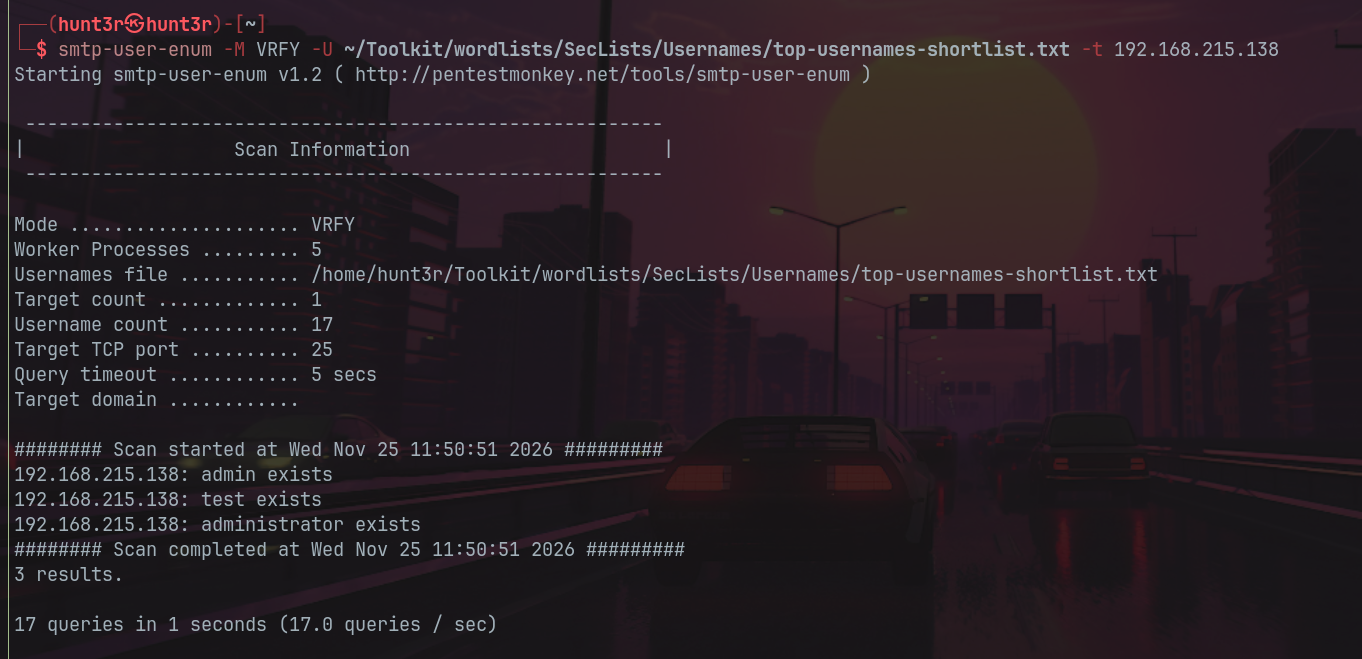 ┌──(hunt3r㉿hunt3r)-[~]
└─$ smtp-user-enum -M VRFY -U ~/Toolkit/wordlists/SecLists/Usernames/top-usernames-shortlist.txt -t 192.168.215.138
Starting smtp-user-enum v1.2 ( http://pentestmonkey.net/tools/smtp-user-enum )
 ----------------------------------------------------------
|                   Scan Information                       |
 ----------------------------------------------------------
Mode ..................... VRFY
Worker Processes ......... 5
Usernames file ........... /home/hunt3r/Toolkit/wordlists/SecLists/Usernames/top-usernames-shortlist.txt
Target count ............. 1
Username count ........... 17
Target TCP port .......... 25
Query timeout ............ 5 secs
Target domain ............
######## Scan started at Wed Nov 25 11:50:51 2026 #########
192.168.215.138: admin exists
192.168.215.138: test exists
192.168.215.138: administrator exists
######## Scan completed at Wed Nov 25 11:50:51 2026 #########
3 results.
17 queries in 1 seconds (17.0 queries / sec)